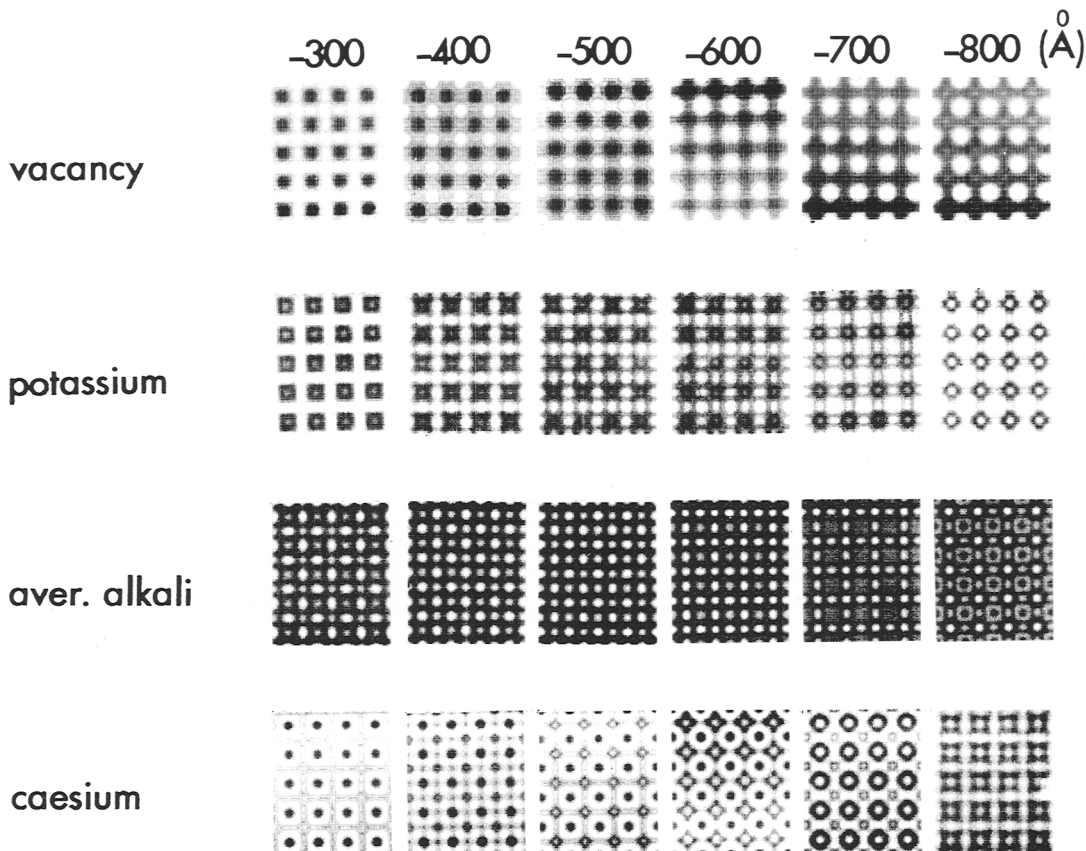 –300 –400 –500 –600 –700 –800 (Å)
vacancy
potassium
aver. alkali
caesium